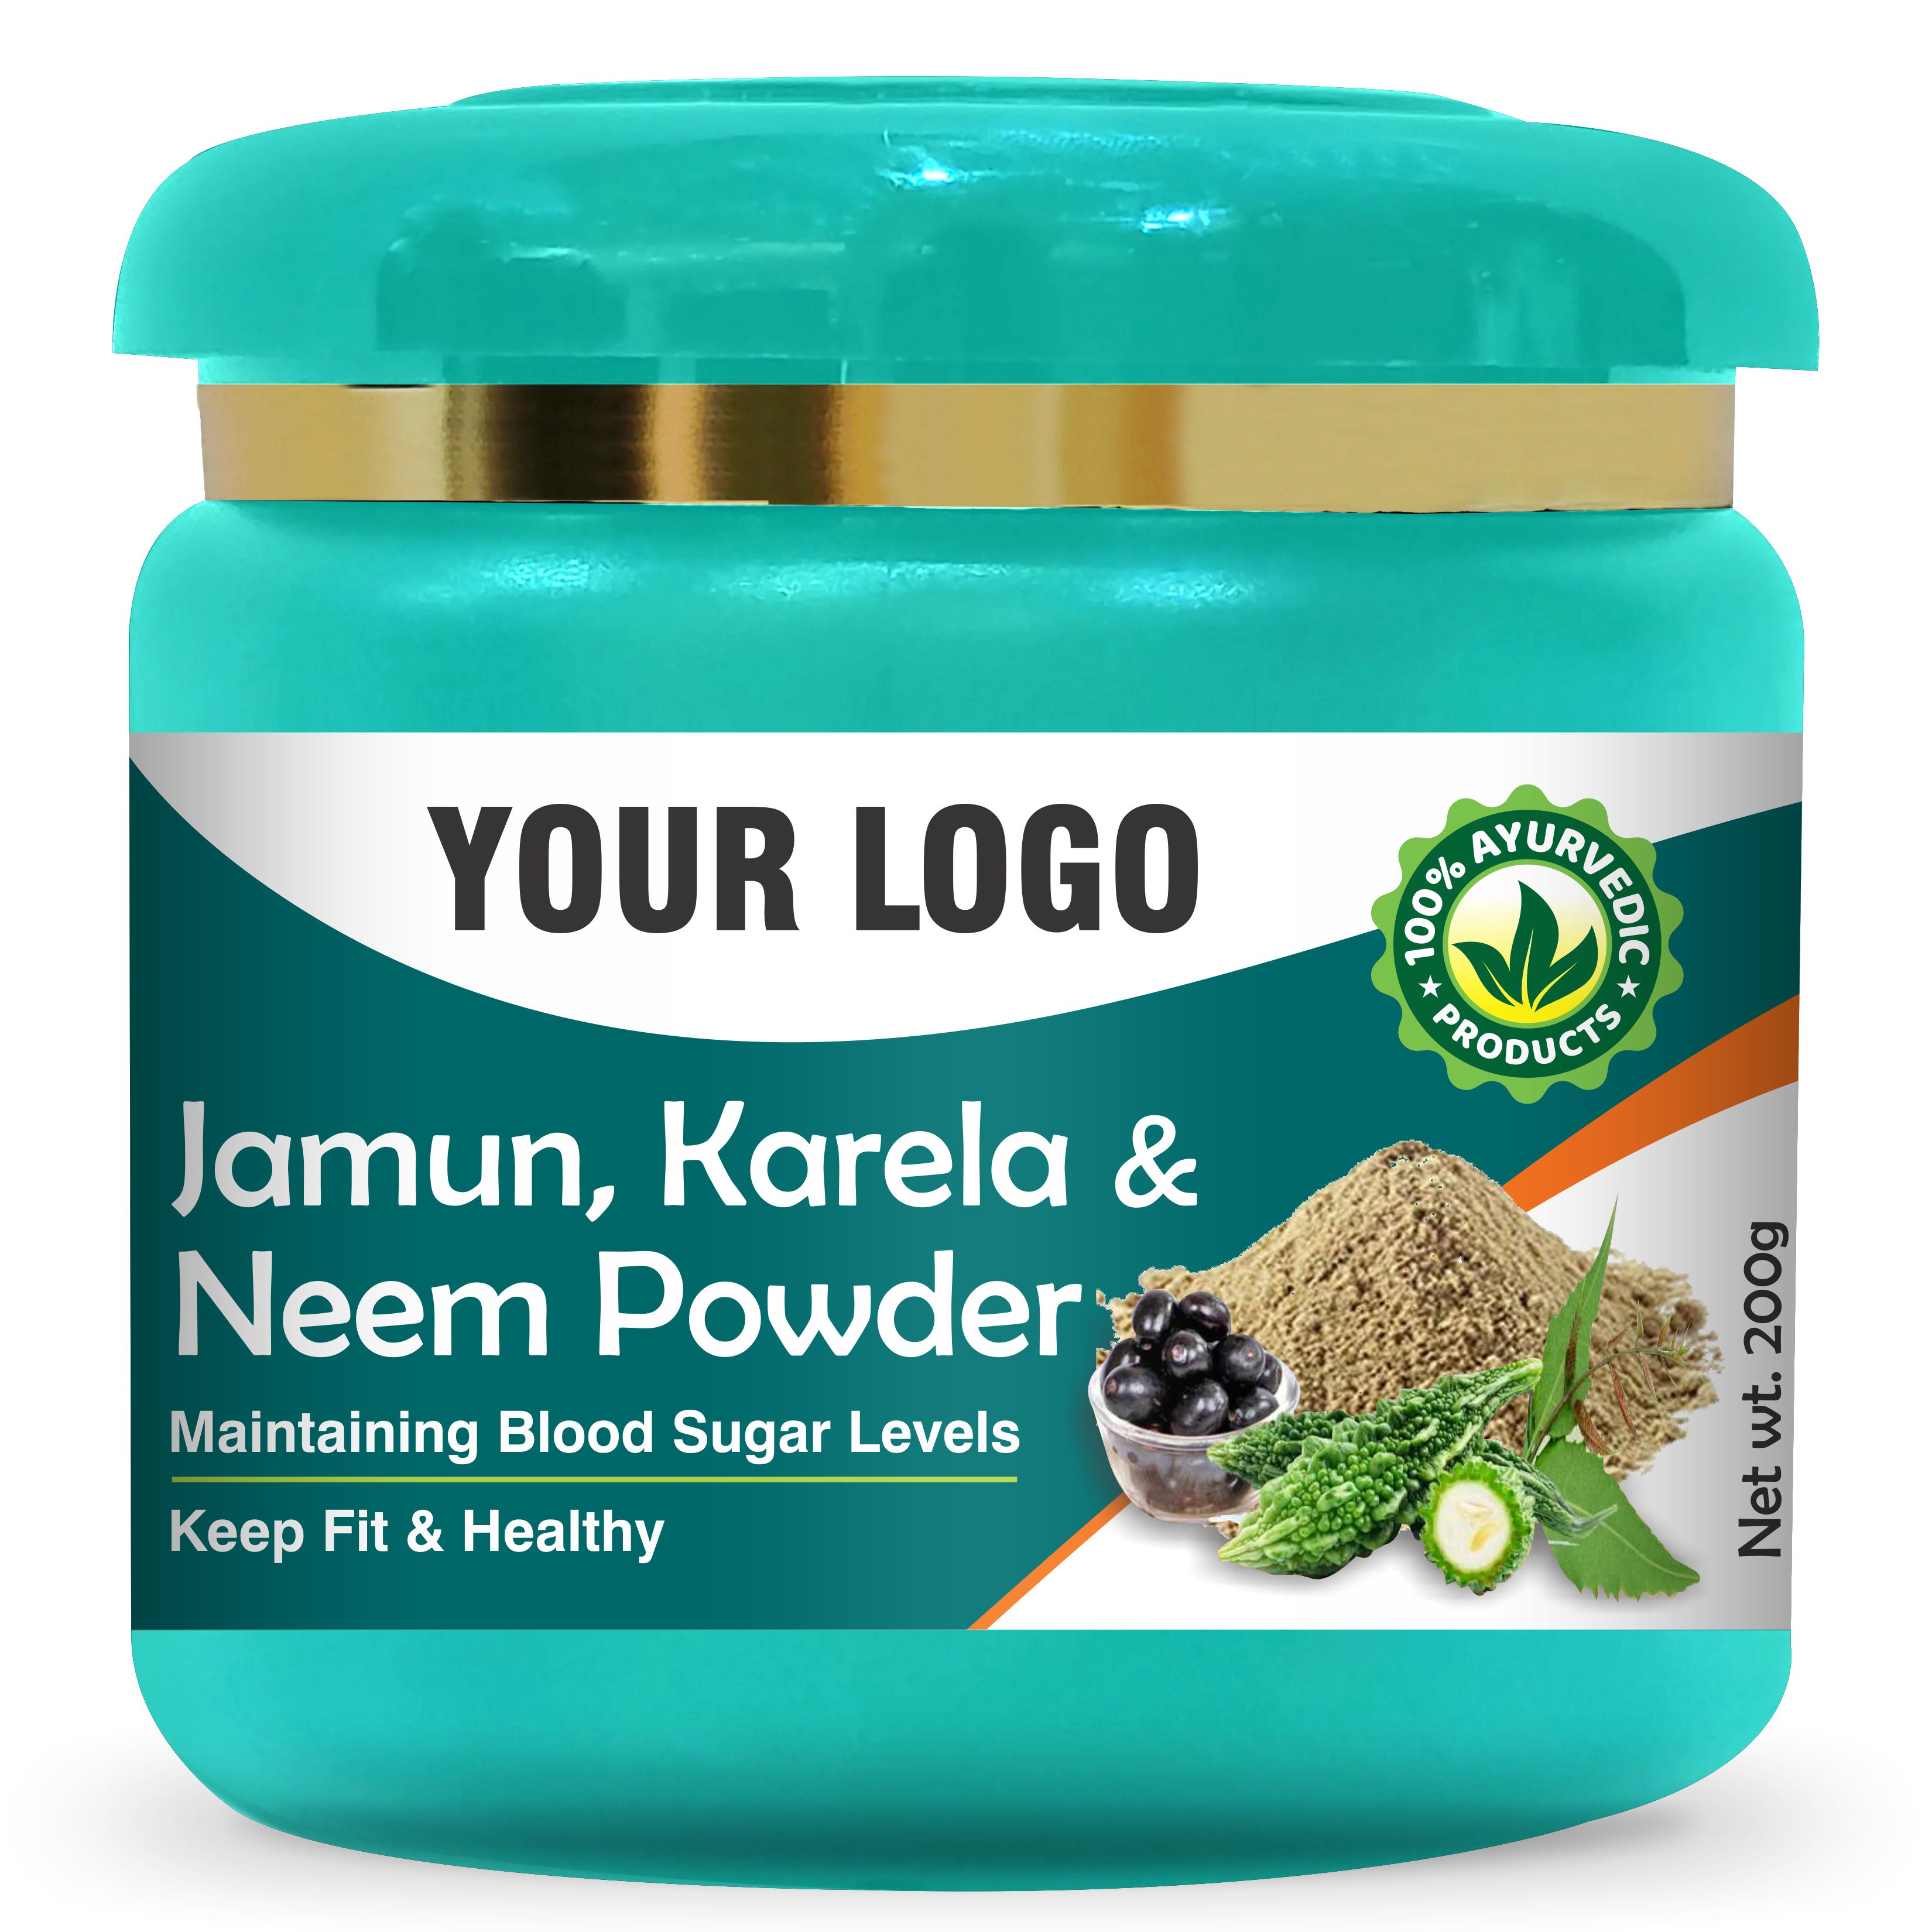 YOUR LOGO
100% AYURVEDIC
★ PRODUCTS ★
Jamun, Karela &
Neem Powder
Maintaining Blood Sugar Levels
Keep Fit & Healthy
Net wt. 200g